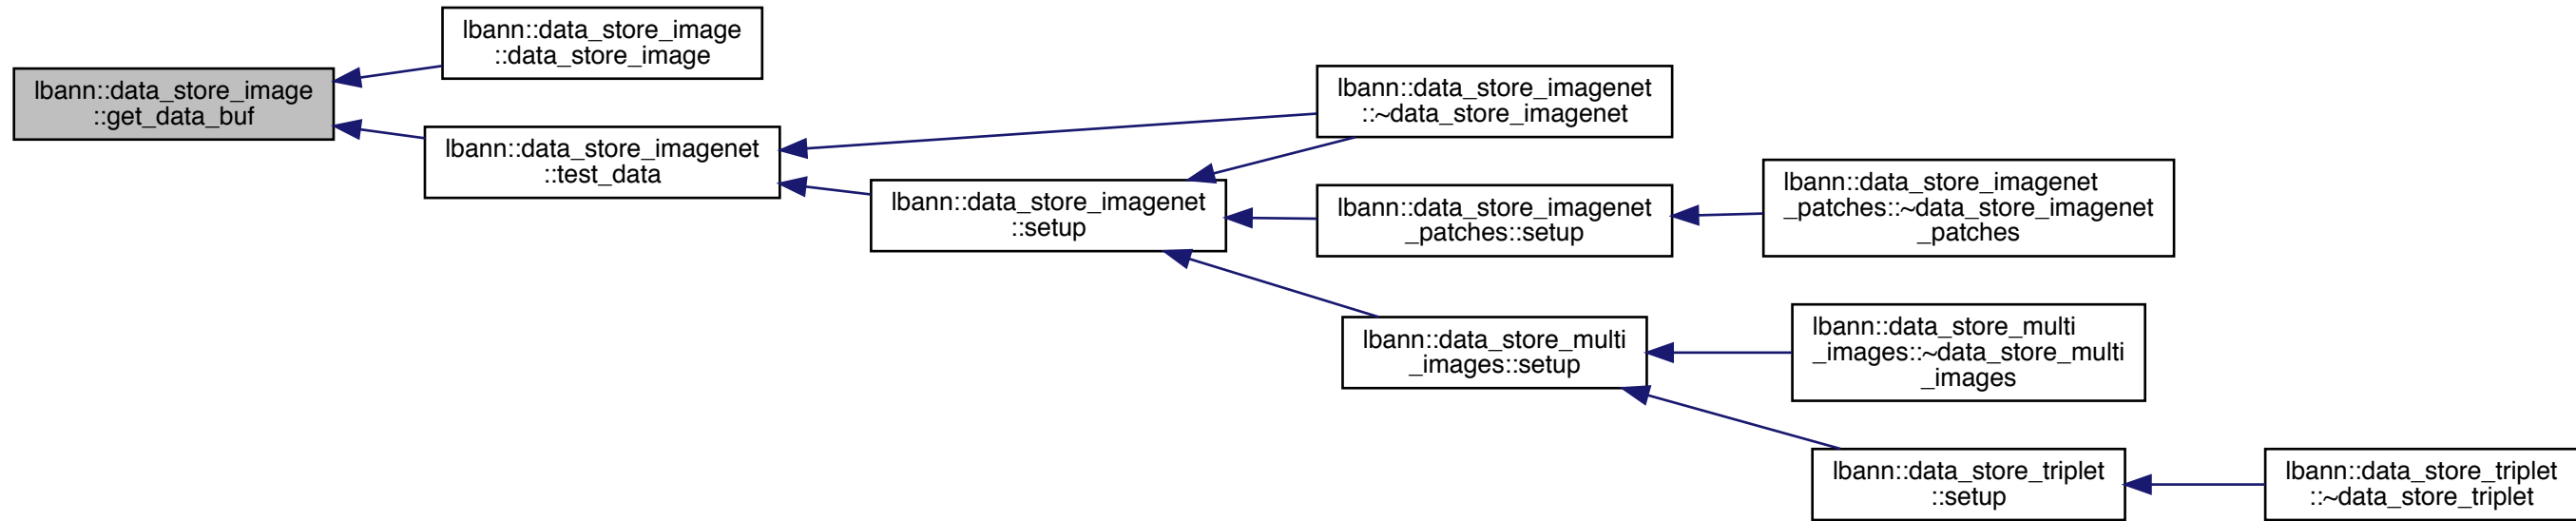 lbann::data_store_image
::get_data_buf
lbann::data_store_image
::data_store_image
lbann::data_store_imagenet
::test_data
lbann::data_store_imagenet
::~data_store_imagenet
lbann::data_store_imagenet
::setup
lbann::data_store_imagenet
_patches::setup
lbann::data_store_imagenet
_patches::~data_store_imagenet
_patches
lbann::data_store_multi
_images::setup
lbann::data_store_multi
_images::~data_store_multi
_images
lbann::data_store_triplet
::setup
lbann::data_store_triplet
::~data_store_triplet